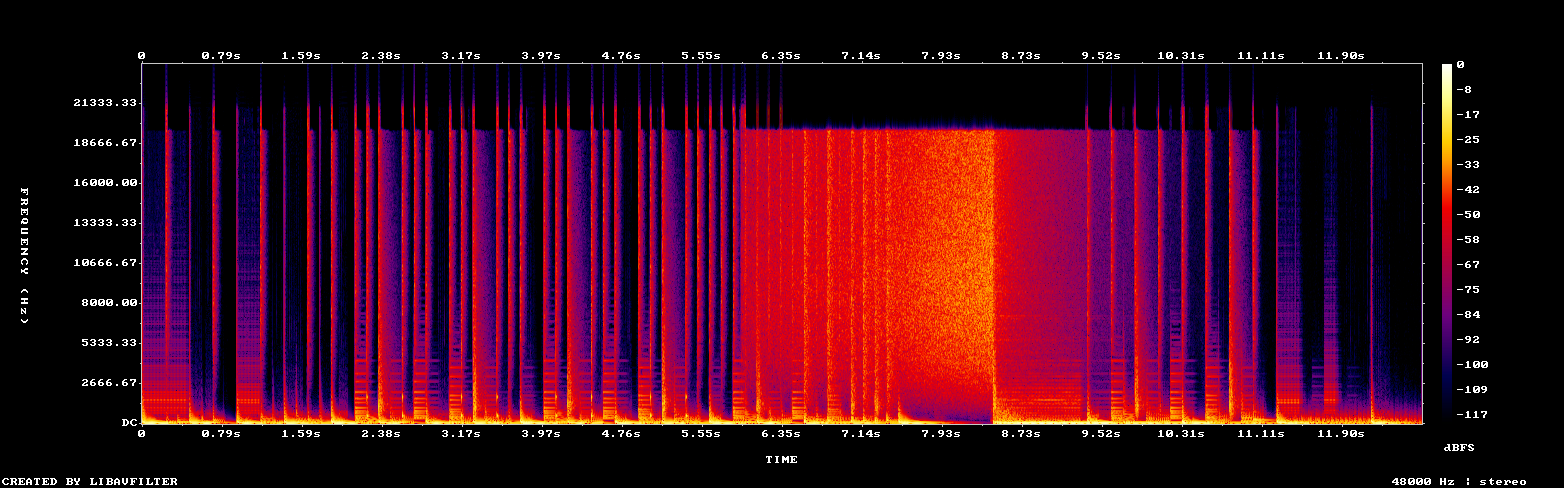 0 0.79s 1.59s 2.38s 3.17s 3.97s 4.76s 5.55s 6.35s 7.14s 7.93s 8.73s 9.52s 10.31s 11.11s 11.90s
21333.33
18666.67
16000.00
13333.33
10666.67
8000.00
5333.33
2666.67
DC
FREQUENCY (Hz)
0
-8
-17
-25
-33
-42
-50
-58
-67
-75
-84
-92
-100
-109
-117
dBFS
0 0.79s 1.59s 2.38s 3.17s 3.97s 4.76s 5.55s 6.35s 7.14s 7.93s 8.73s 9.52s 10.31s 11.11s 11.90s
TIME
CREATED BY LIBAVFILTER
48000 Hz | stereo